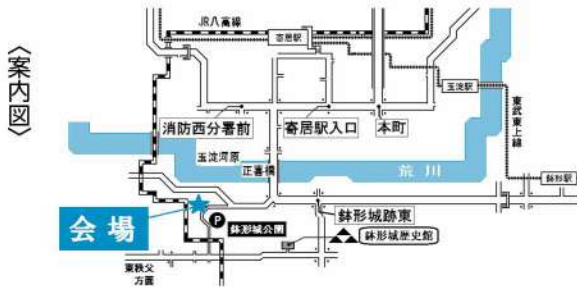 〈案内図〉
JR八高線
寄居駅
玉淀駅
東武東上線
消防西分署前
寄居駅入口
本町
玉淀河原
正喜橋
荒川
鉢形駅
会場
P
鉢形城公園
鉢形城跡東
鉢形城歴史館
東秩父
方面